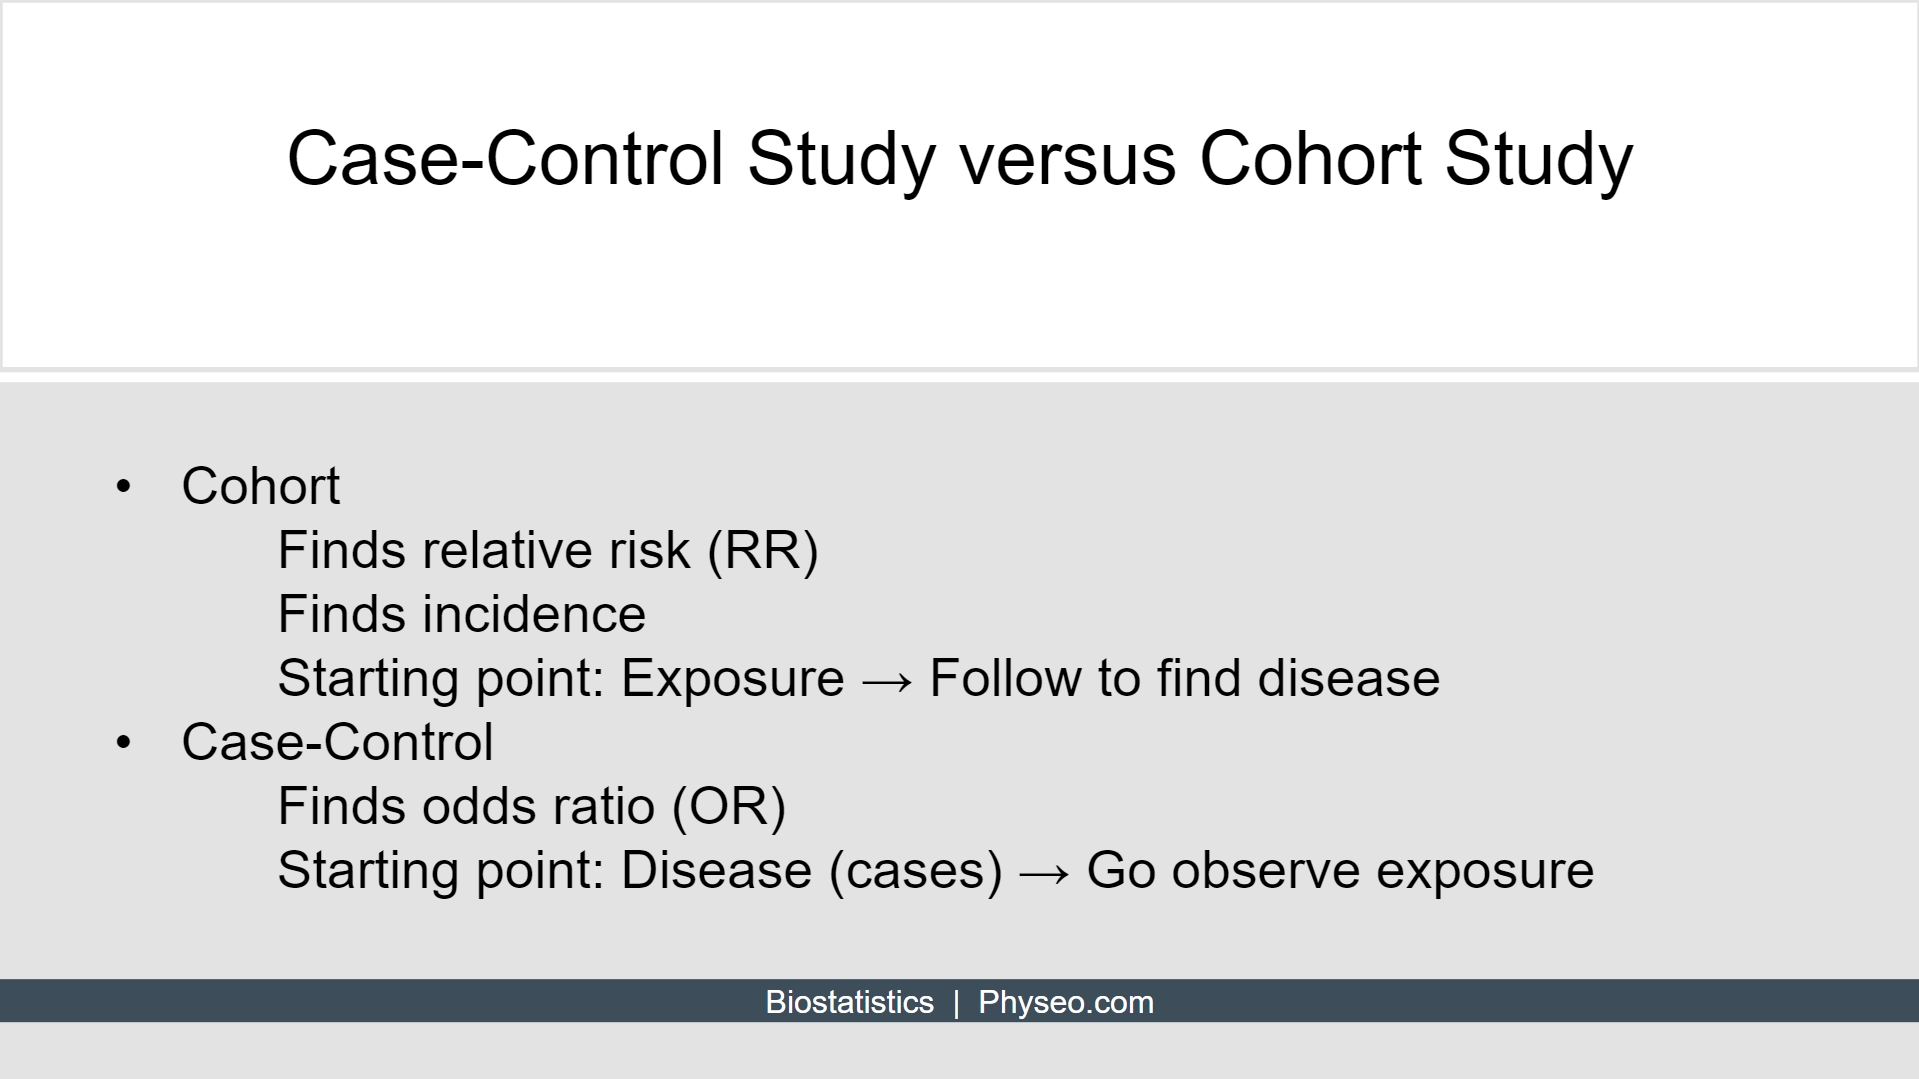 Case-Control Study versus Cohort Study
• Cohort
Finds relative risk (RR)
Finds incidence
Starting point: Exposure → Follow to find disease
• Case-Control
Finds odds ratio (OR)
Starting point: Disease (cases) → Go observe exposure
Biostatistics | Physeo.com